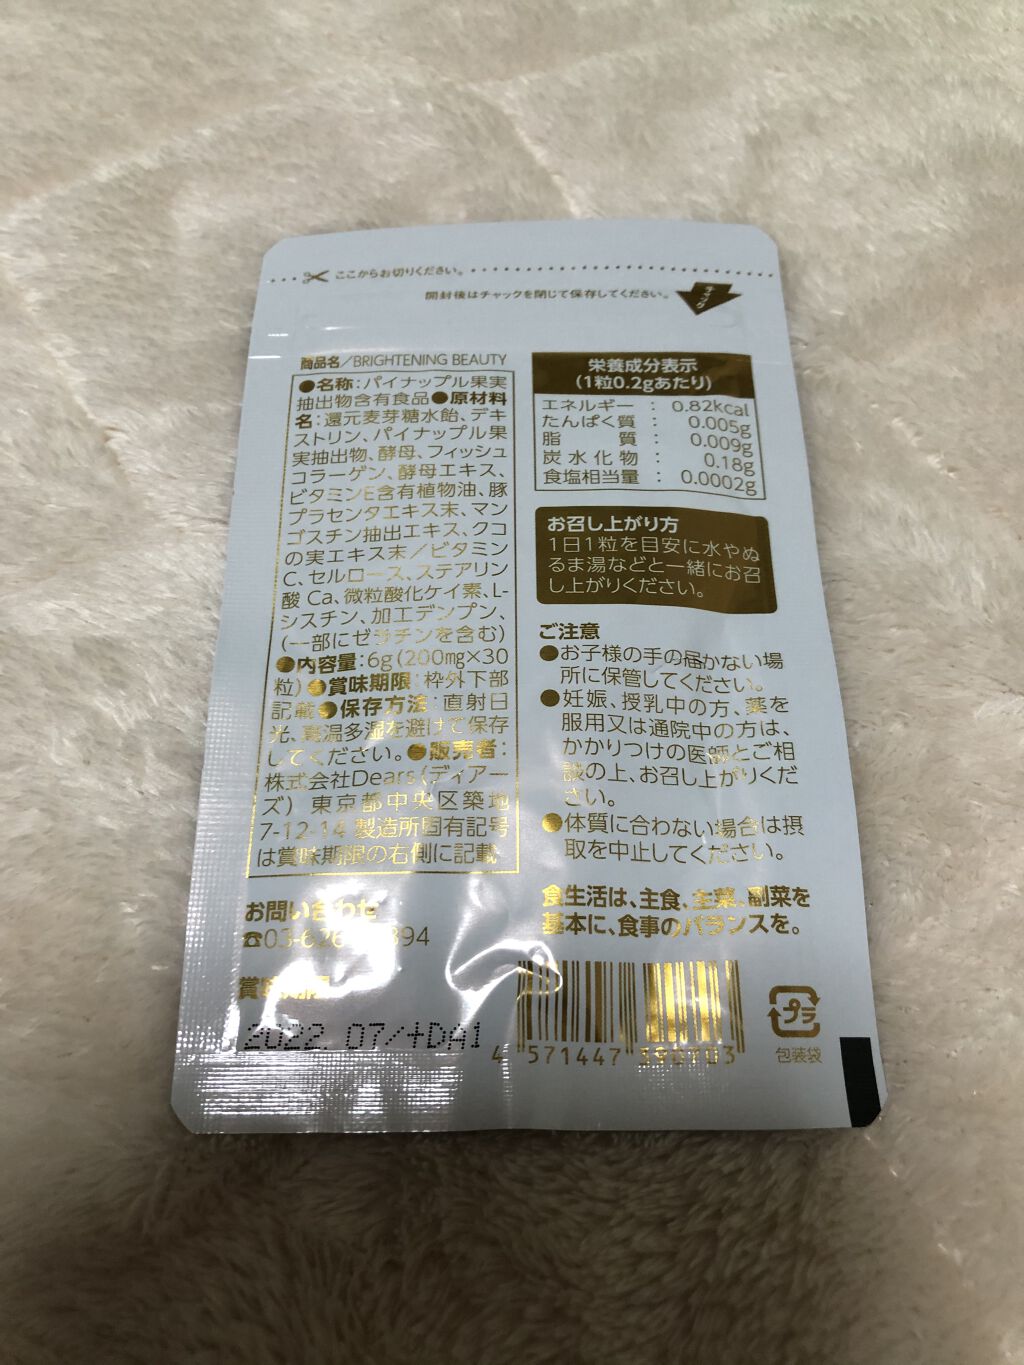 ここからお切りください。
開封後はチャックを閉じて保存してください。
チャック
商品名/BRIGHTENING BEAUTY
●名称:パイナップル果実
抽出物含有食品●原材料
名:還元麦芽糖水飴、デキ
ストリン、パイナップル果
実抽出物、酵母、フィッシュ
コラーゲン、酵母エキス、
ビタミンE含有植物油、豚
プラセンタエキス末、マン
ゴスチン抽出エキス、クコ
の実エキス末/ビタミン
C、セルロース、ステアリン
酸 Ca、微粒酸化ケイ素、L-
シスチン、加工デンプン、
(一部にゼラチンを含む)
●内容量:6g(200mg×30
粒)●賞味期限:枠外下部
記載●保存方法:直射日
光、高温多湿を避けて保存
してください。●販売者:
株式会社Dears(ディアー
ズ) 東京都中央区築地
7-12-14 製造所固有記号
は賞味期限の右側に記載
お問い合わせ
☎03-626 394
賞味期限
2022.07/+DA1
栄養成分表示
(1粒0.2gあたり)
エネルギー : 0.82kcal
たんぱく質 : 0.005g
脂質 : 0.009g
炭水化物 : 0.18g
食塩相当量 : 0.0002g
お召し上がり方
1日1粒を目安に水やぬ
るま湯などと一緒にお召
し上がりください。
ご注意
●お子様の手の届かない場
所に保管してください。
●妊娠、授乳中の方、薬を
服用又は通院中の方は、
かかりつけの医師とご相
談の上、お召し上がりくだ
さい。
●体質に合わない場合は摂
取を中止してください。
食生活は、主食、主菜、副菜を
基本に、食事のバランスを。
4 571447 390703
プラ
包装袋